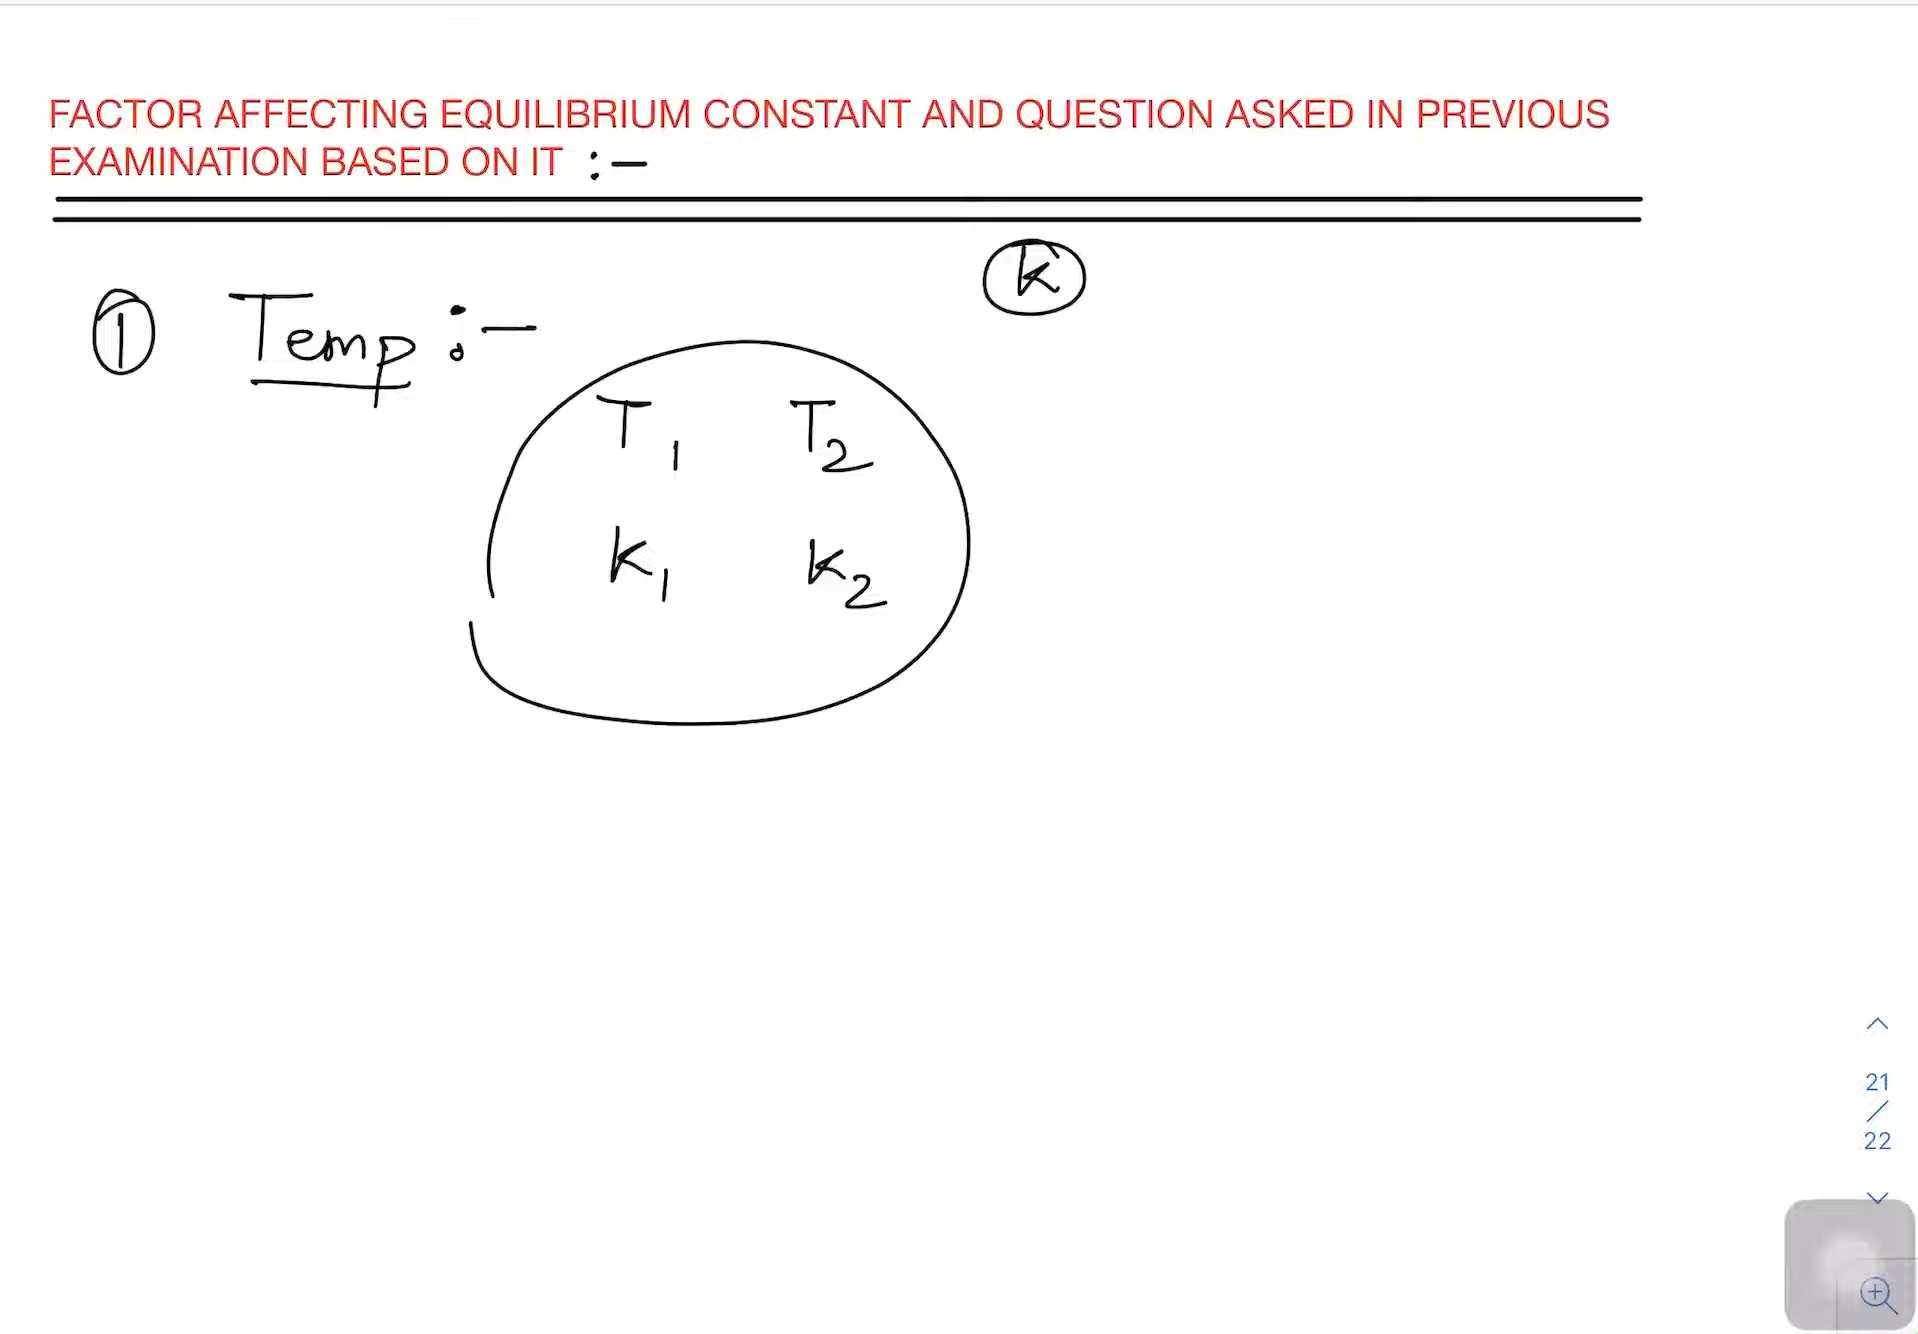 FACTOR AFFECTING EQUILIBRIUM CONSTANT AND QUESTION ASKED IN PREVIOUS
EXAMINATION BASED ON IT :-
K
① Temp :-
T₁ T₂
K₁ K₂
21
/
22